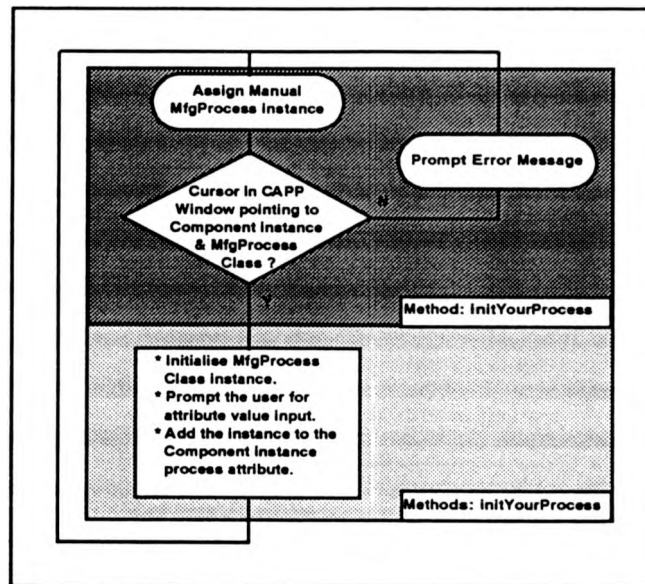 Assign Manual
MfgProcess instance
Prompt Error Message
Cursor in CAPP
Window pointing to
Component instance
& MfgProcess
Class ?
N
Y
Method: initYourProcess
* Initialise MfgProcess
Class instance.
* Prompt the user for
attribute value input.
* Add the instance to the
Component instance
process attribute.
Methods: initYourProcess